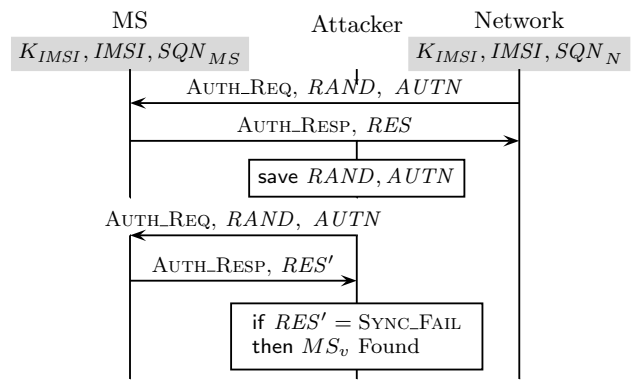 MS Attacker Network
K_IMSI, IMSI, SQN_MS K_IMSI, IMSI, SQN_N
AUTH_REQ, RAND, AUTN
AUTH_RESP, RES
save RAND, AUTN
AUTH_REQ, RAND, AUTN
AUTH_RESP, RES′
if RES′ = SYNC_FAIL
then MS_v Found